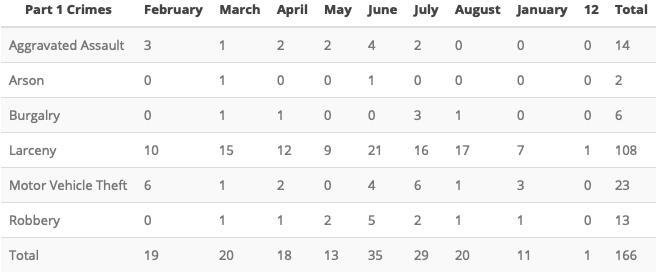 Part 1 Crimes February March April May June July August January 12 Total
Aggravated Assault 3 1 2 2 4 2 0 0 0 14
Arson 0 1 0 0 1 0 0 0 0 2
Burgalry 0 1 1 0 0 3 1 0 0 6
Larceny 10 15 12 9 21 16 17 7 1 108
Motor Vehicle Theft 6 1 2 0 4 6 1 3 0 23
Robbery 0 1 1 2 5 2 1 1 0 13
Total 19 20 18 13 35 29 20 11 1 166